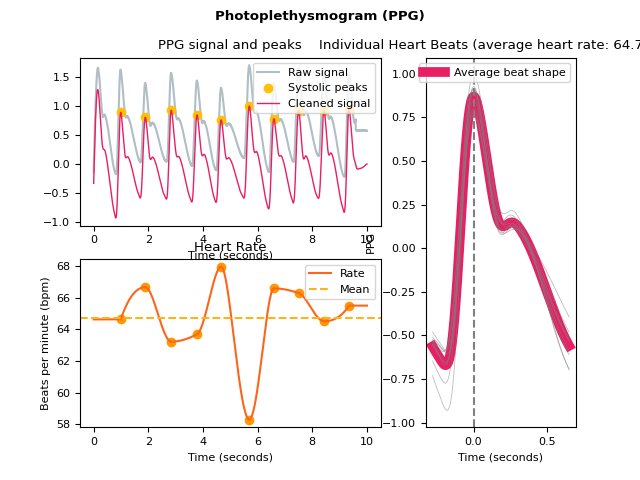 Photoplethysmogram (PPG)
PPG signal and peaks
Individual Heart Beats (average heart rate: 64.7
Raw signal
Systolic peaks
Cleaned signal
1.5
1.0
0.5
0.0
−0.5
−1.0
0 2 4 6 8 10
Time (seconds)
Heart Rate
Rate
Mean
Beats per minute (bpm)
68
66
64
62
60
58
0 2 4 6 8 10
Time (seconds)
Average beat shape
PPG
1.00
0.75
0.50
0.25
0.00
−0.25
−0.50
−0.75
−1.00
0.0 0.5
Time (seconds)